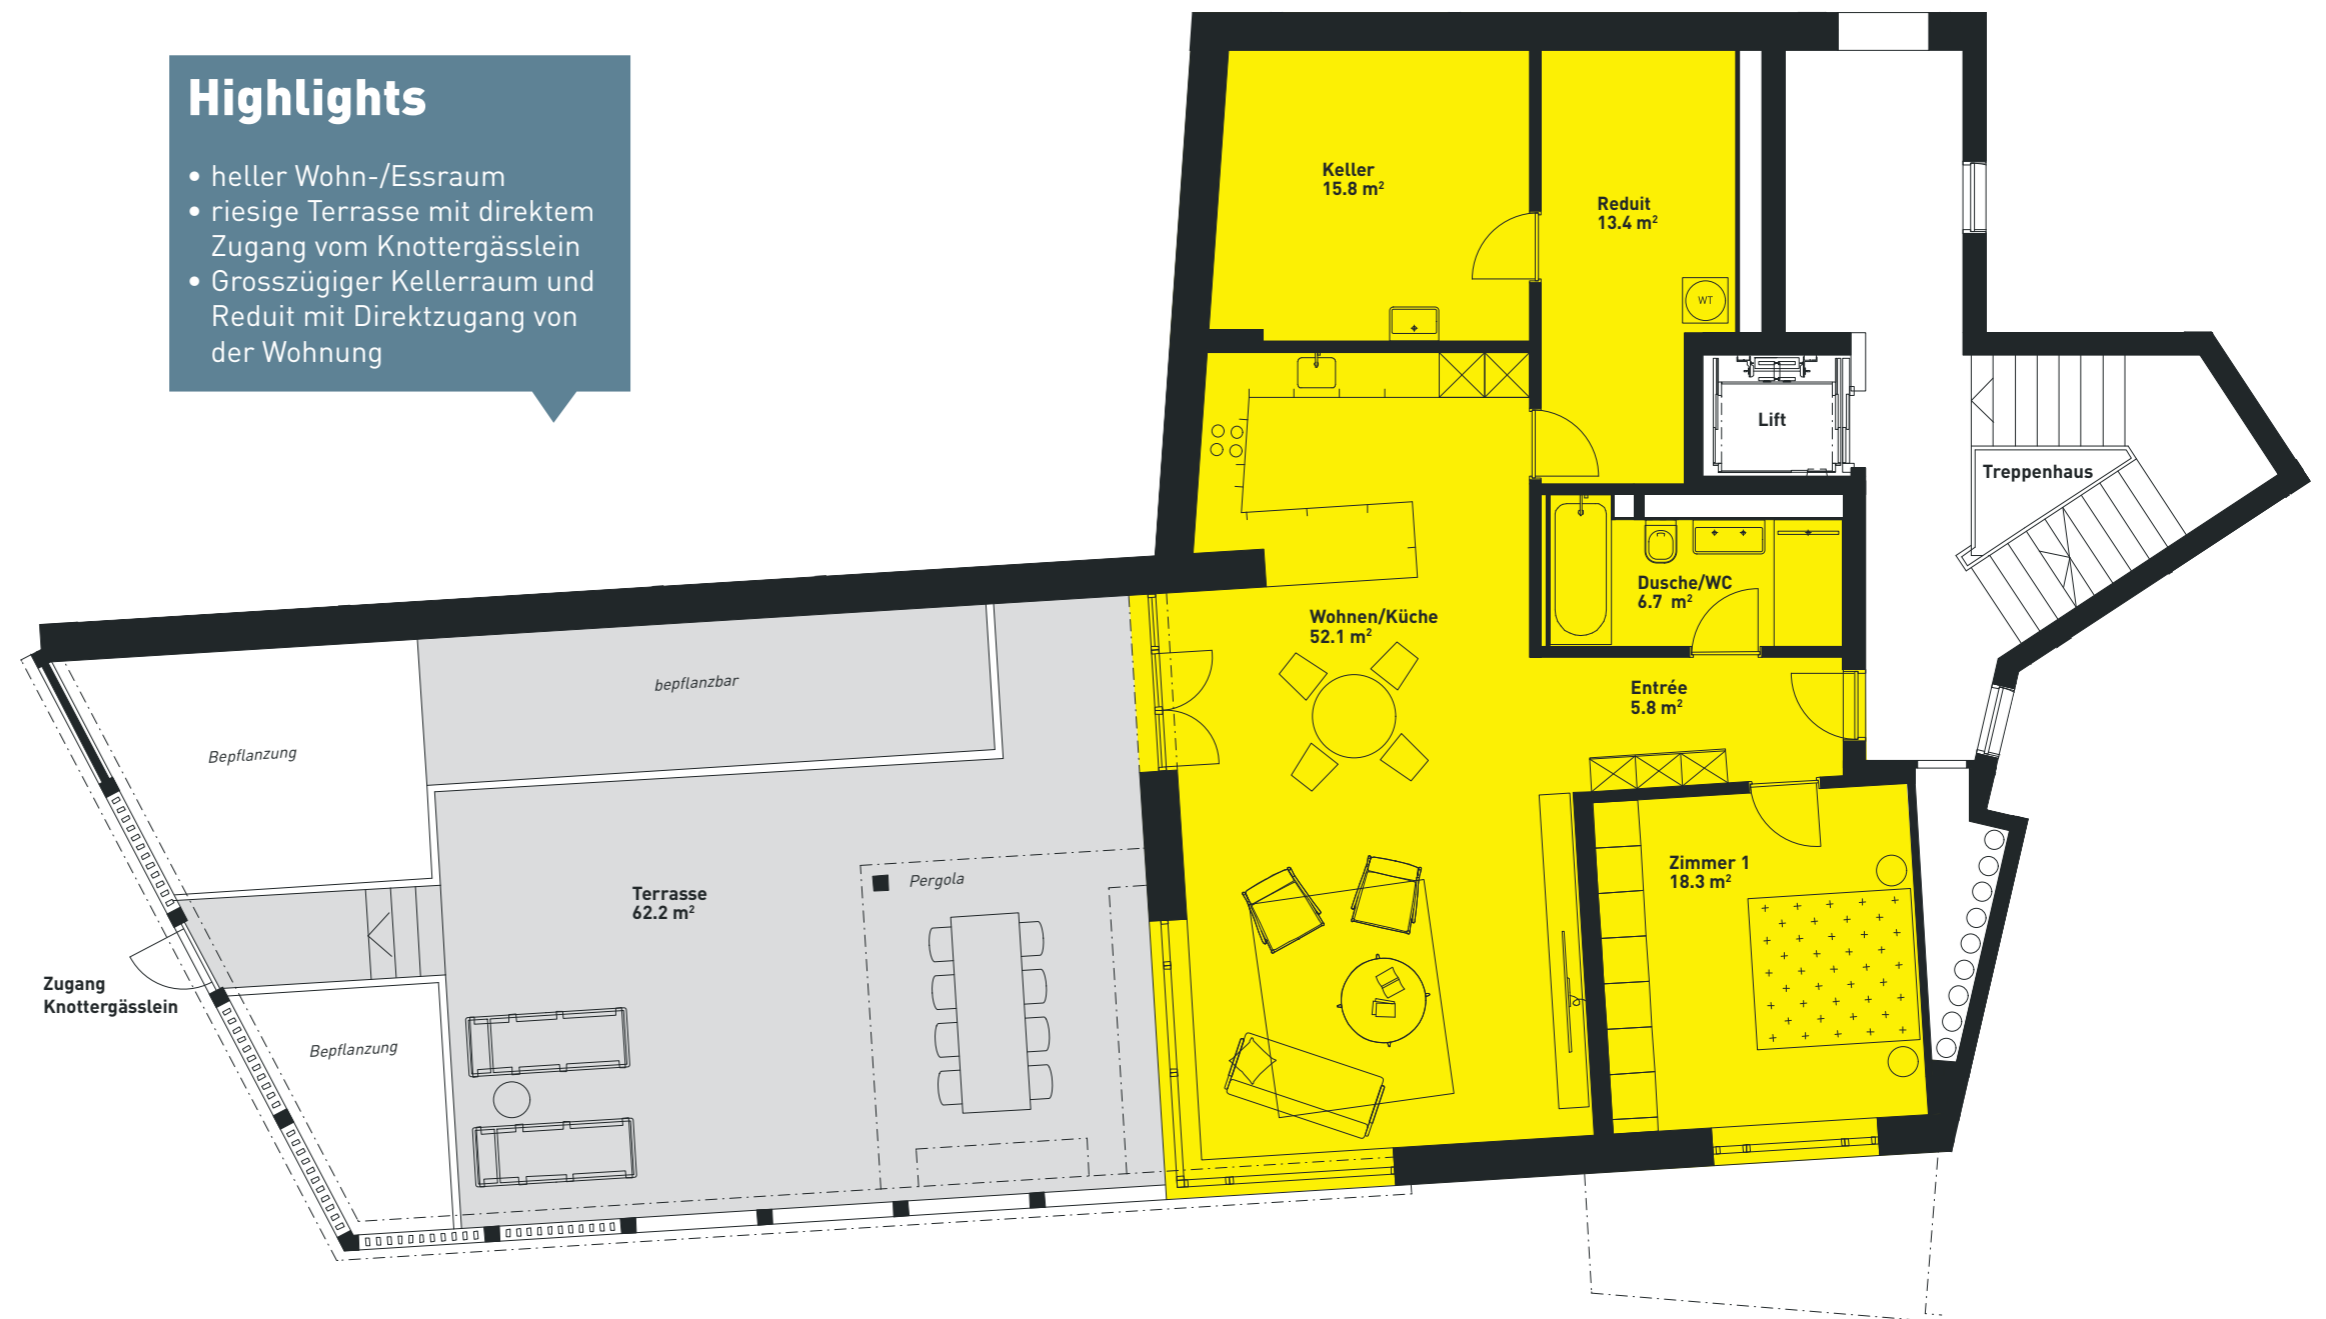 Highlights
• heller Wohn-/Essraum
• riesige Terrasse mit direktem
Zugang vom Knottergässlein
• Grosszügiger Kellerraum und
Reduit mit Direktzugang von
der Wohnung
Keller
15.8 m²
Reduit
13.4 m²
WT
Lift
Treppenhaus
Dusche/WC
6.7 m²
Wohnen/Küche
52.1 m²
Entrée
5.8 m²
bepflanzbar
Bepflanzung
Zimmer 1
18.3 m²
Pergola
Terrasse
62.2 m²
Zugang
Knottergässlein
Bepflanzung